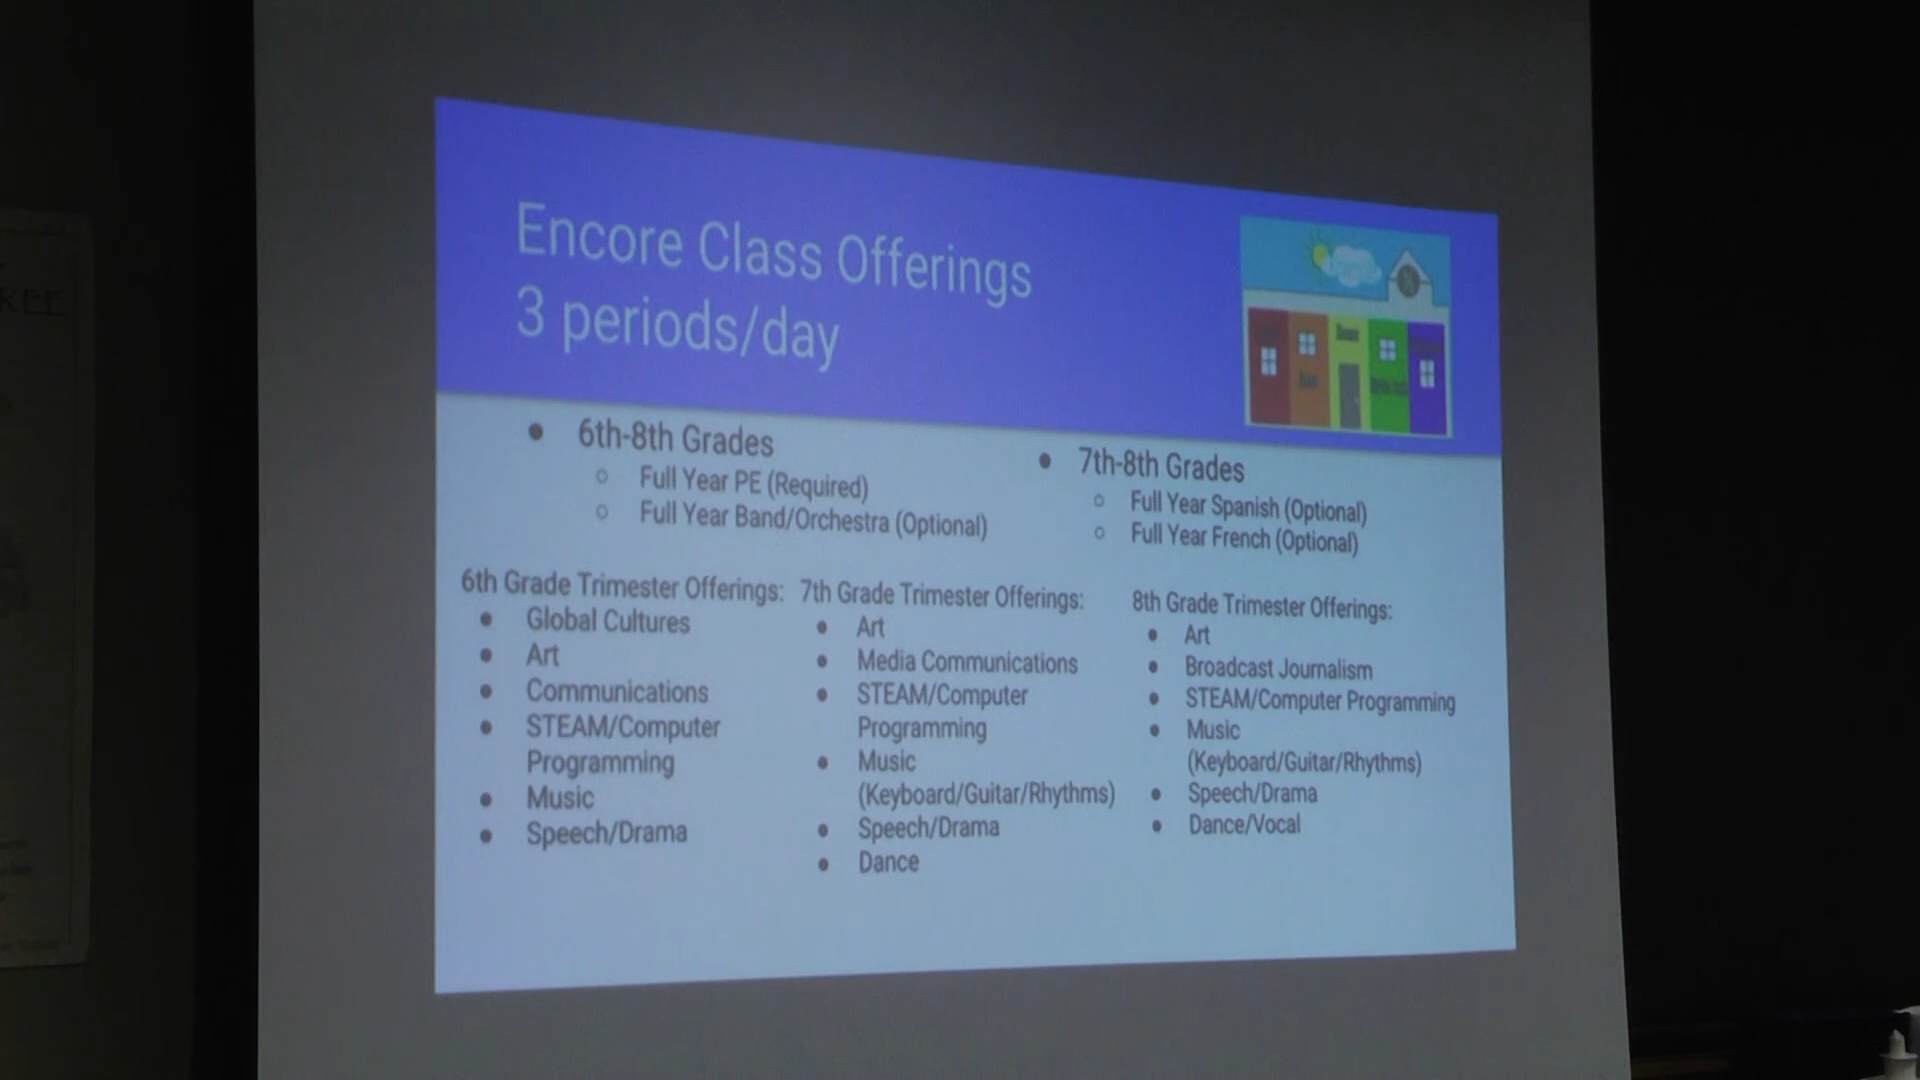 Encore Class Offerings
3 periods/day
● 6th-8th Grades
○ Full Year PE (Required)
○ Full Year Band/Orchestra (Optional)
● 7th-8th Grades
○ Full Year Spanish (Optional)
○ Full Year French (Optional)
6th Grade Trimester Offerings:
● Global Cultures
● Art
● Communications
● STEAM/Computer
Programming
● Music
● Speech/Drama
7th Grade Trimester Offerings:
● Art
● Media Communications
● STEAM/Computer
Programming
● Music
(Keyboard/Guitar/Rhythms)
● Speech/Drama
● Dance
8th Grade Trimester Offerings:
● Art
● Broadcast Journalism
● STEAM/Computer Programming
● Music
(Keyboard/Guitar/Rhythms)
● Speech/Drama
● Dance/Vocal